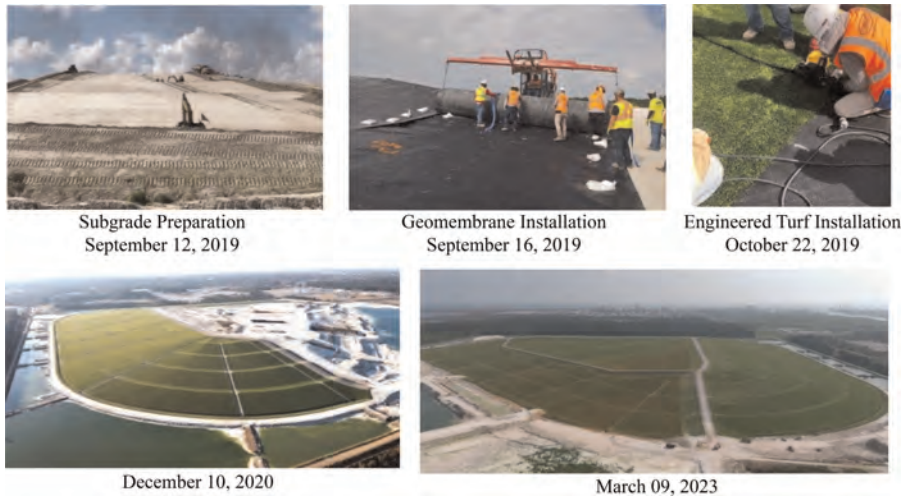 Subgrade Preparation
September 12, 2019
Geomembrane Installation
September 16, 2019
Engineered Turf Installation
October 22, 2019
December 10, 2020
March 09, 2023